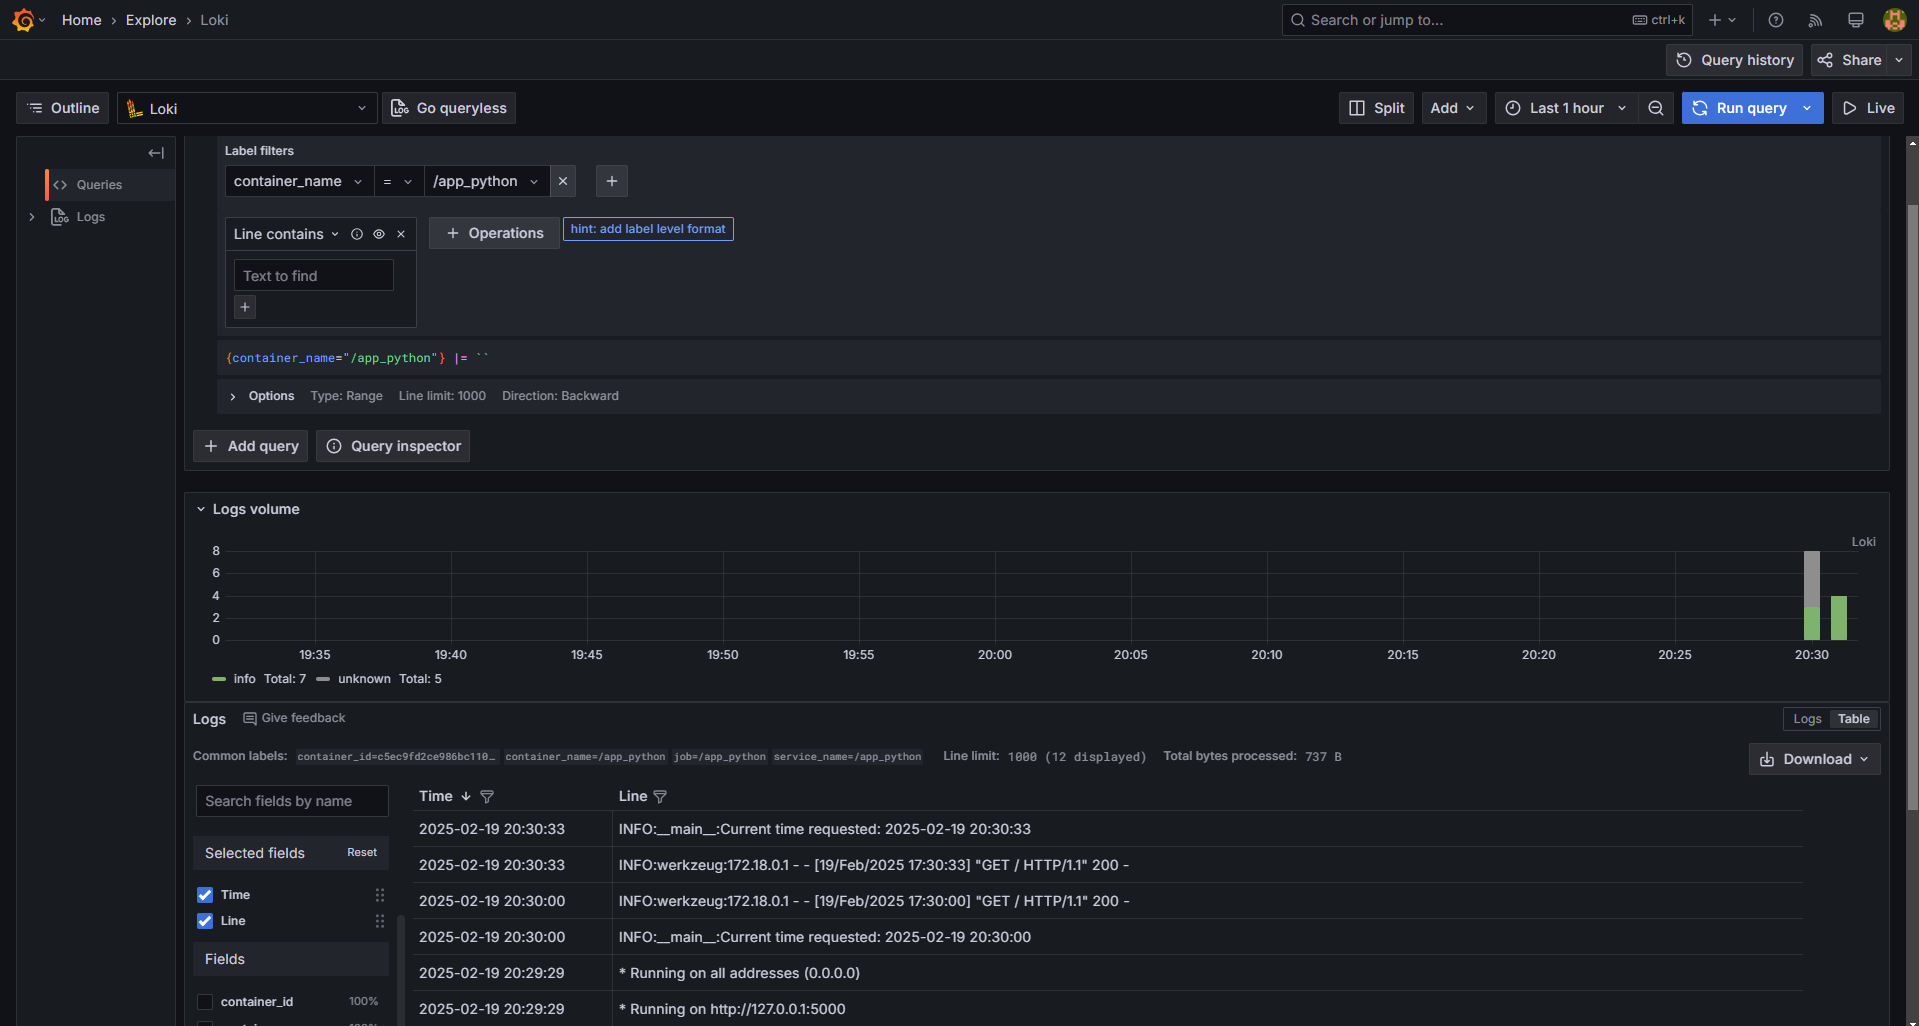 Home › Explore › Loki
Search or jump to...
ctrl+k
Query history
Share
Outline
Loki
Go queryless
Split
Add
Last 1 hour
Run query
Live
Queries
Logs
Label filters
container_name
=
/app_python
Line contains
Operations
hint: add label level format
Text to find
{container_name="/app_python"} |= ``
Options Type: Range Line limit: 1000 Direction: Backward
Add query
Query inspector
Logs volume
Loki
8
6
4
2
0
19:35 19:40 19:45 19:50 19:55 20:00 20:05 20:10 20:15 20:20 20:25 20:30
info Total: 7 unknown Total: 5
Logs Give feedback
Logs Table
Common labels: container_id=c5ec9fd2ce986bc110… container_name=/app_python job=/app_python service_name=/app_python Line limit: 1000 (12 displayed) Total bytes processed: 737 B
Download
Search fields by name
Selected fields Reset
Time
Line
Fields
container_id 100%
Time Line
2025-02-19 20:30:33 INFO:__main__:Current time requested: 2025-02-19 20:30:33
2025-02-19 20:30:33 INFO:werkzeug:172.18.0.1 - - [19/Feb/2025 17:30:33] "GET / HTTP/1.1" 200 -
2025-02-19 20:30:00 INFO:werkzeug:172.18.0.1 - - [19/Feb/2025 17:30:00] "GET / HTTP/1.1" 200 -
2025-02-19 20:30:00 INFO:__main__:Current time requested: 2025-02-19 20:30:00
2025-02-19 20:29:29 * Running on all addresses (0.0.0.0)
2025-02-19 20:29:29 * Running on http://127.0.0.1:5000